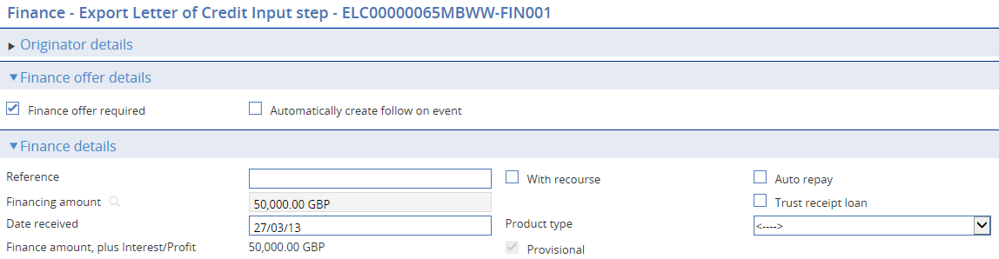 Finance - Export Letter of Credit Input step - ELC00000065MBWW-FIN001
Originator details
Finance offer details
Finance offer required Automatically create follow on event
Finance details
Reference With recourse Auto repay
Financing amount 50,000.00 GBP Trust receipt loan
Date received 27/03/13 Product type <---->
Finance amount, plus Interest/Profit 50,000.00 GBP Provisional